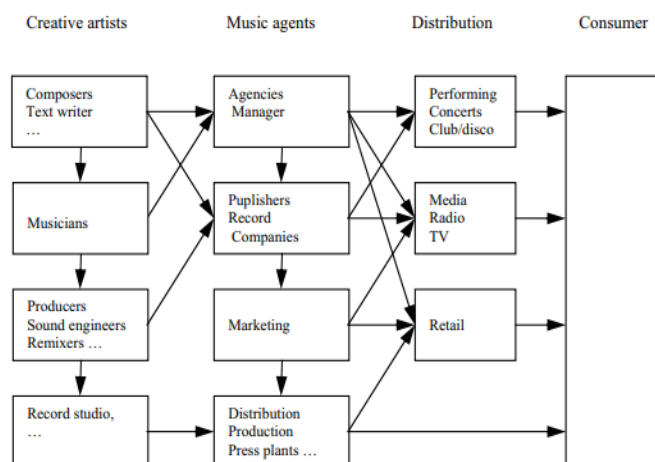 Creative artists
Music agents
Distribution
Consumer
Composers
Text writer
…
Agencies
Manager
Performing
Concerts
Club/disco
Musicians
Puplishers
Record
Companies
Media
Radio
TV
Producers
Sound engineers
Remixers …
Marketing
Retail
Record studio,
…
Distribution
Production
Press plants …